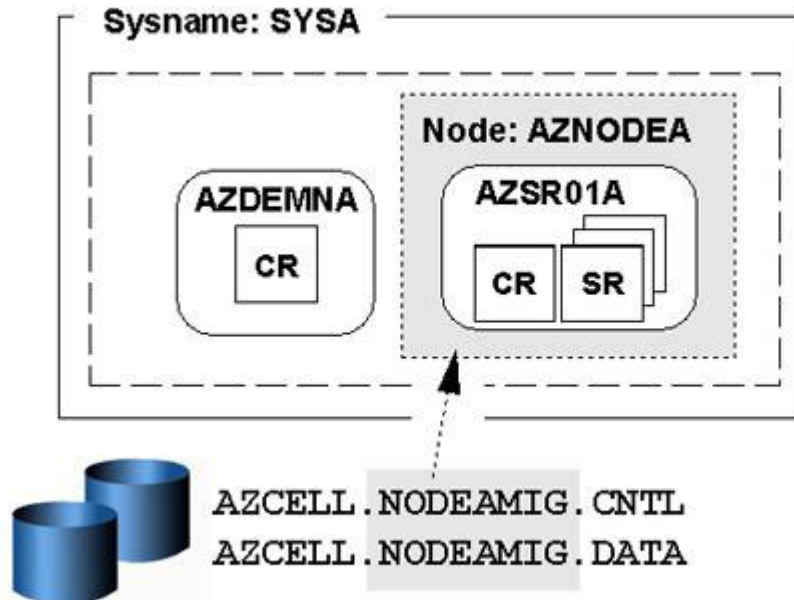 Sysname: SYSA
Node: AZNODEA
AZDEMNA
AZSR01A
CR
CR
SR
AZCELL.NODEAMIG.CNTL
AZCELL.NODEAMIG.DATA